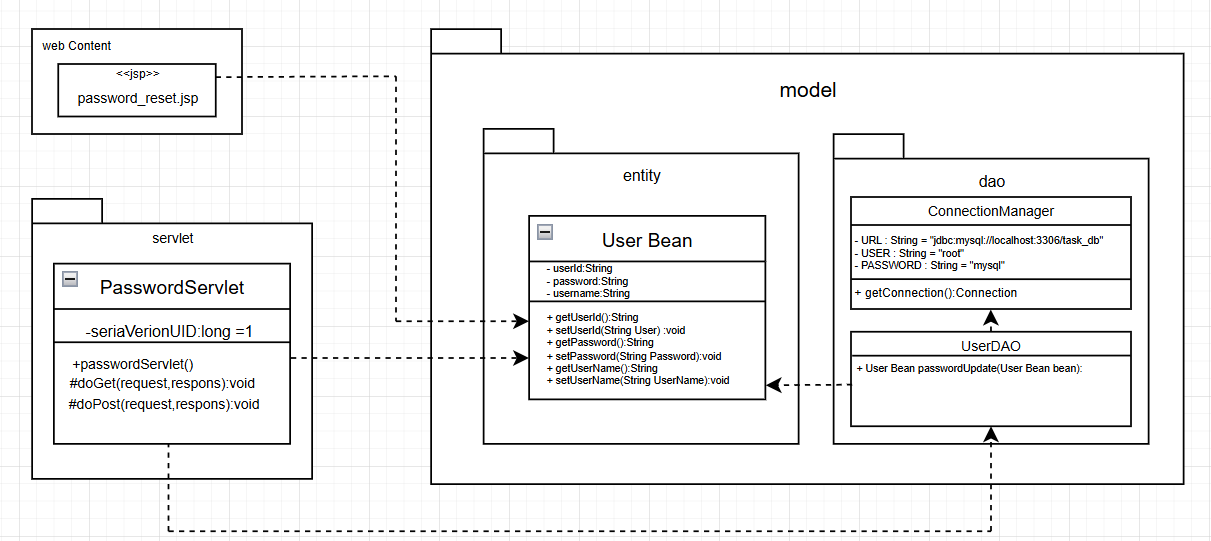 web Content
<<jsp>>
password_reset.jsp
servlet
PasswordServlet
-seriaVerionUID:long =1
+passwordServlet()
#doGet(request,respons):void
#doPost(request,respons):void
model
entity
User Bean
- userId:String
- password:String
- username:String
+ getUserId():String
+ setUserId(String User) :void
+ getPassword():String
+ setPassword(String Password):void
+ getUserName():String
+ setUserName(String UserName):void
dao
ConnectionManager
- URL : String = "jdbc:mysql://localhost:3306/task_db"
- USER : String = "root"
- PASSWORD : String = "mysql"
+ getConnection():Connection
UserDAO
+ User Bean passwordUpdate(User Bean bean):